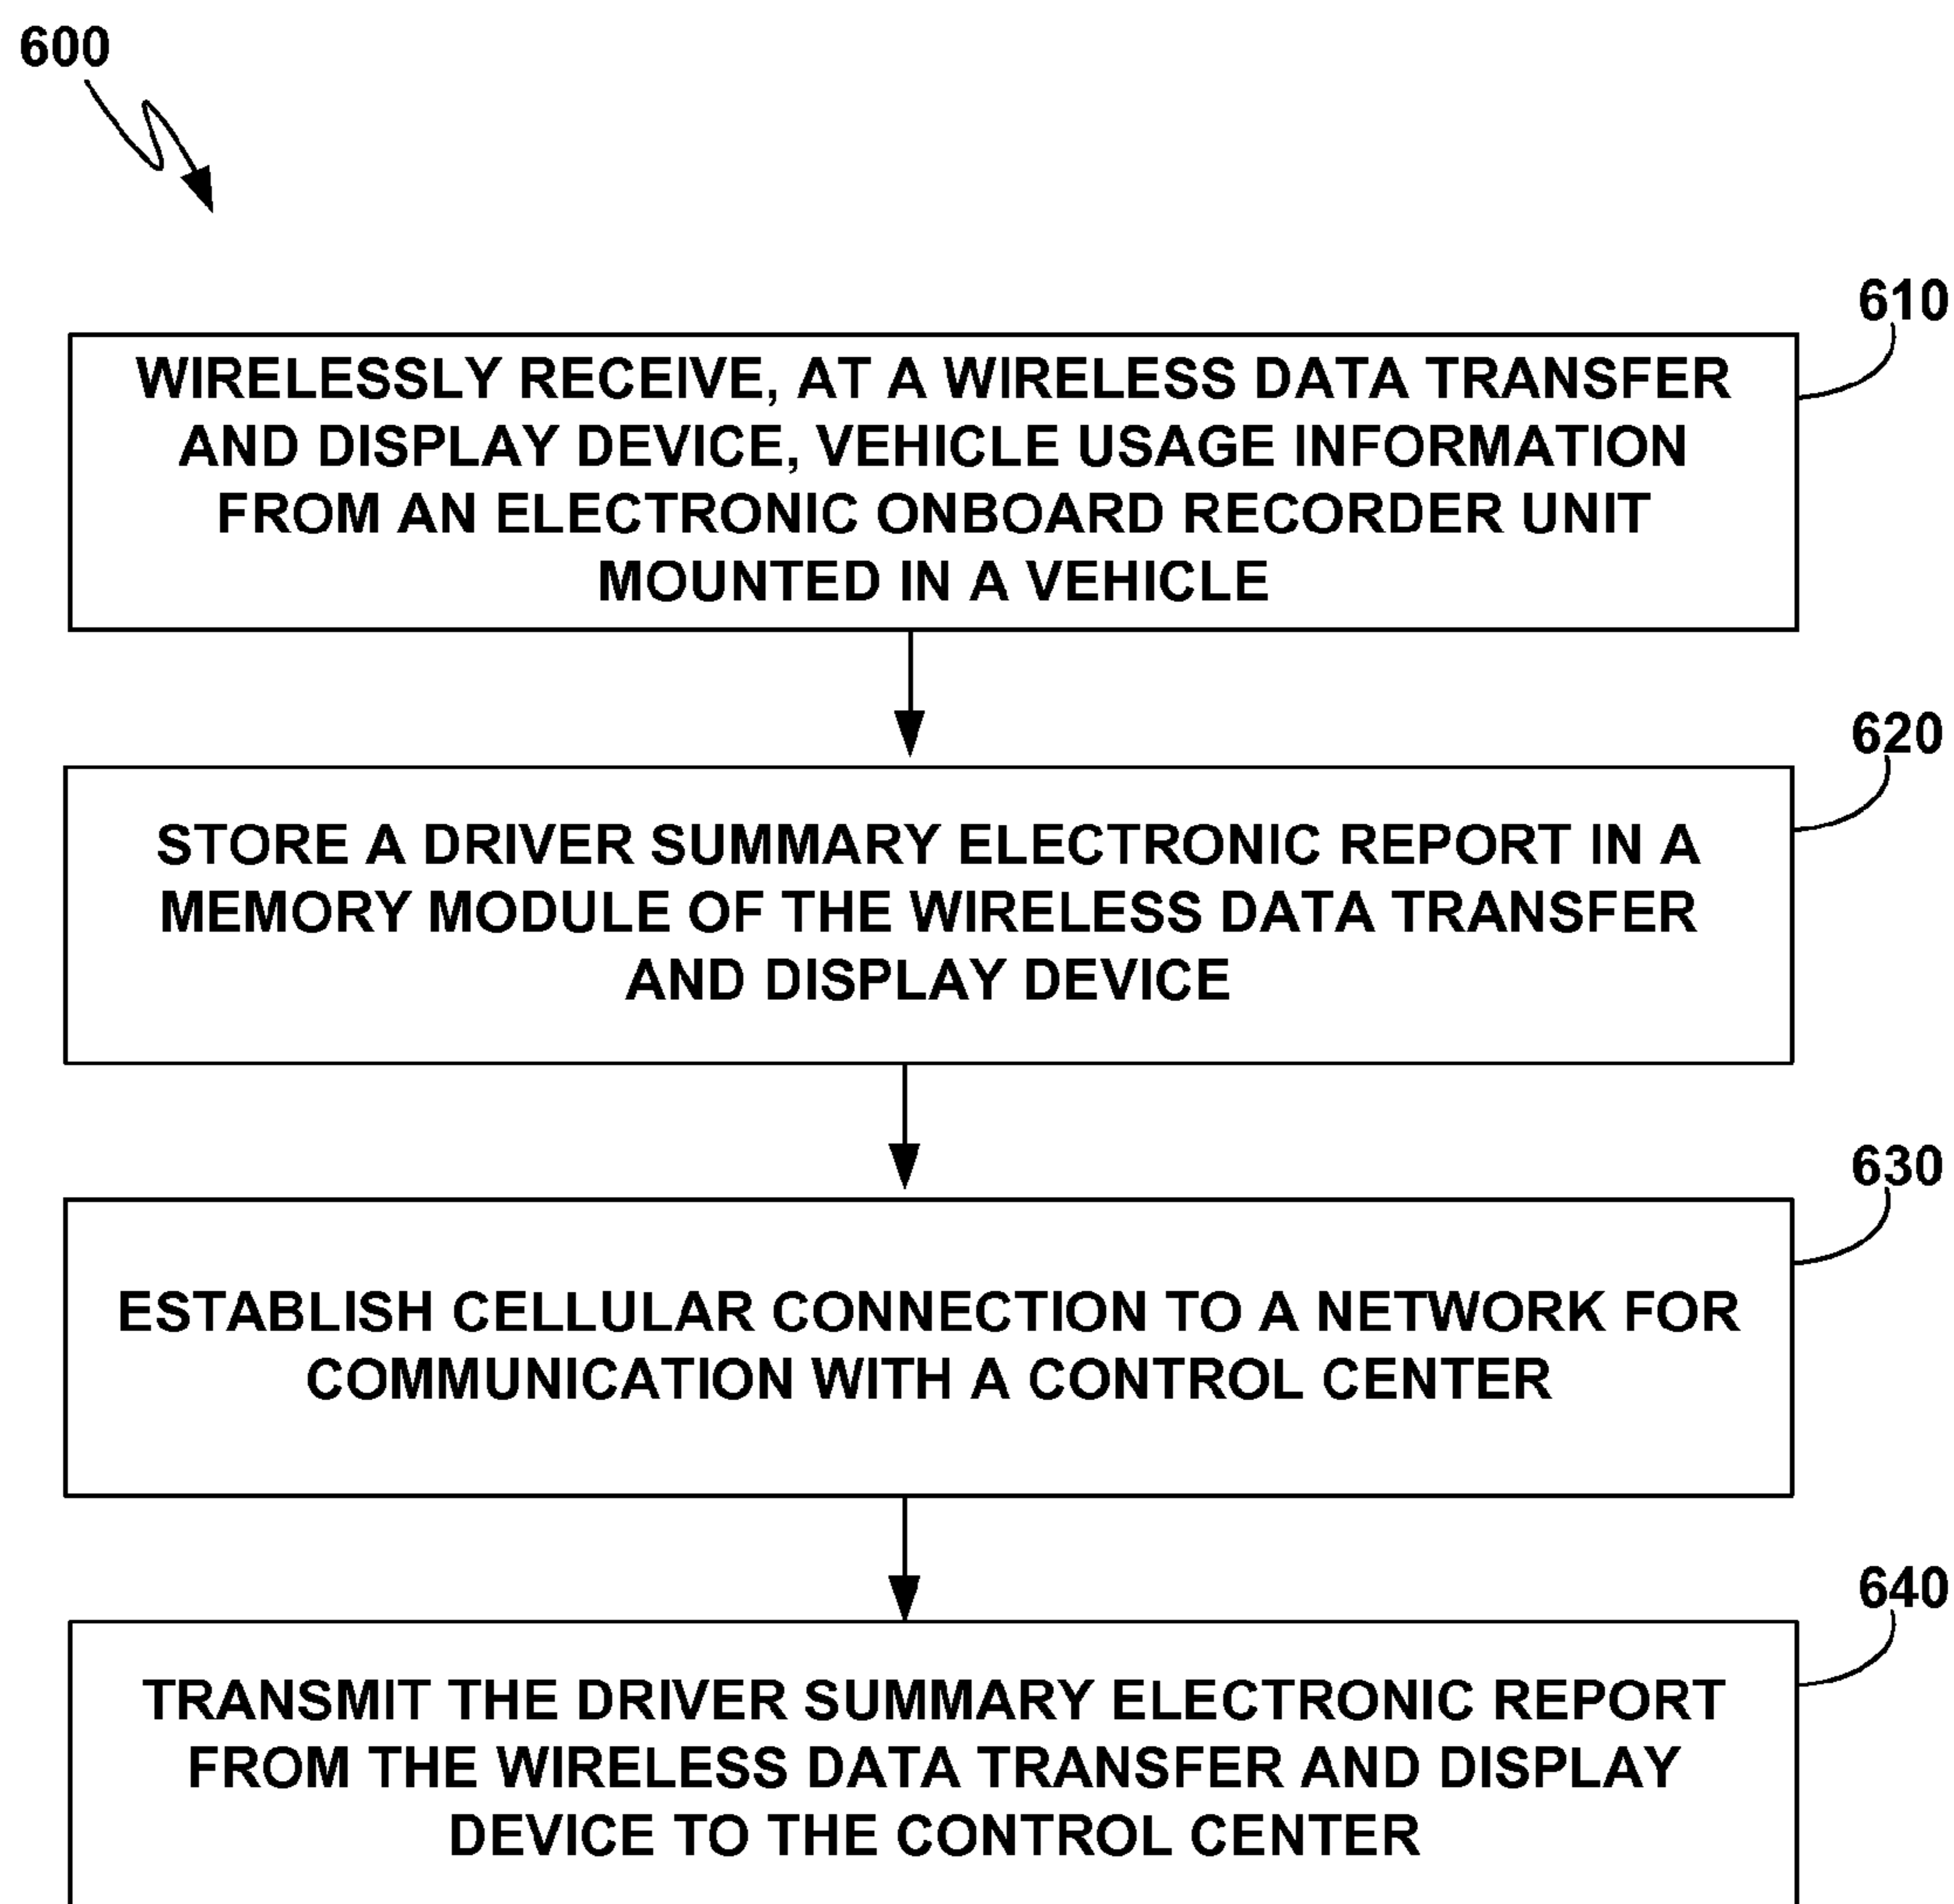 600
610
WIRELESSLY RECEIVE, AT A WIRELESS DATA TRANSFER
AND DISPLAY DEVICE, VEHICLE USAGE INFORMATION
FROM AN ELECTRONIC ONBOARD RECORDER UNIT
MOUNTED IN A VEHICLE
620
STORE A DRIVER SUMMARY ELECTRONIC REPORT IN A
MEMORY MODULE OF THE WIRELESS DATA TRANSFER
AND DISPLAY DEVICE
630
ESTABLISH CELLULAR CONNECTION TO A NETWORK FOR
COMMUNICATION WITH A CONTROL CENTER
640
TRANSMIT THE DRIVER SUMMARY ELECTRONIC REPORT
FROM THE WIRELESS DATA TRANSFER AND DISPLAY
DEVICE TO THE CONTROL CENTER